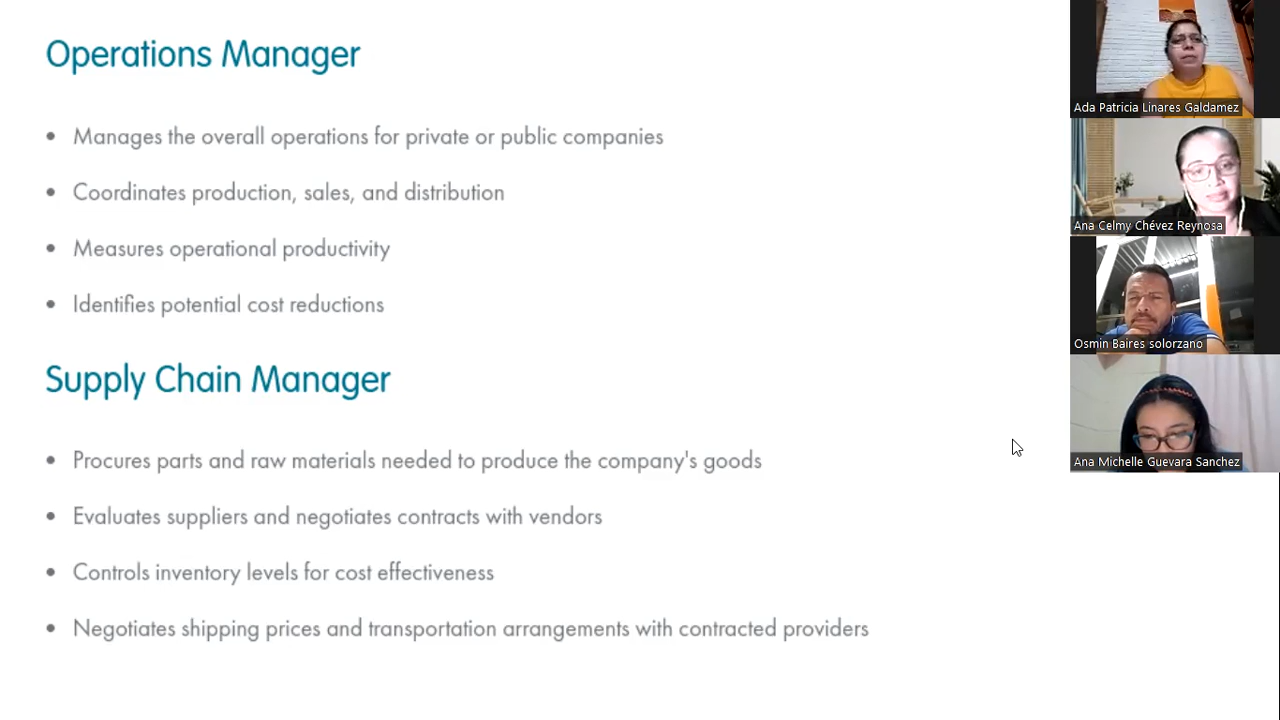 Operations Manager
• Manages the overall operations for private or public companies
• Coordinates production, sales, and distribution
• Measures operational productivity
• Identifies potential cost reductions
Supply Chain Manager
• Procures parts and raw materials needed to produce the company's goods
• Evaluates suppliers and negotiates contracts with vendors
• Controls inventory levels for cost effectiveness
• Negotiates shipping prices and transportation arrangements with contracted providers
Ada Patricia Linares Galdamez
Ana Celmy Chévez Reynosa
Osmin Baires solorzano
Ana Michelle Guevara Sanchez